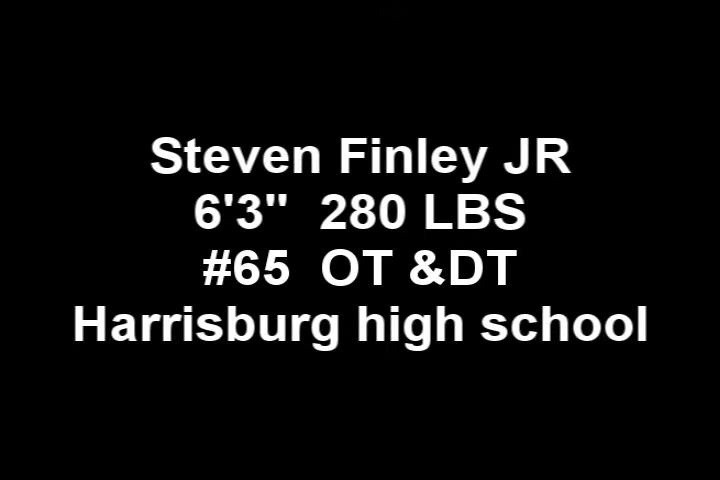 Steven Finley JR
6'3"  280 LBS
#65  OT &DT
Harrisburg high school